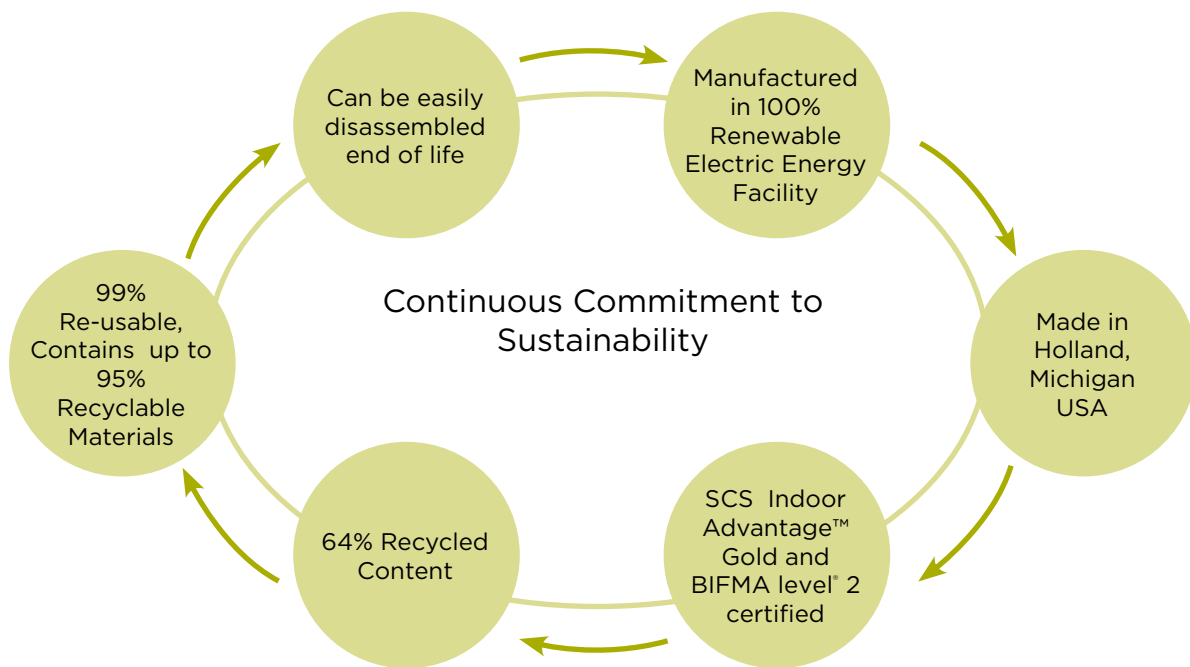 Can be easily
disassembled
end of life
Manufactured
in 100%
Renewable
Electric Energy
Facility
Made in
Holland,
Michigan
USA
SCS Indoor
Advantage™
Gold and
BIFMA level® 2
certified
64% Recycled
Content
99%
Re-usable,
Contains up to
95%
Recyclable
Materials
Continuous Commitment to
Sustainability